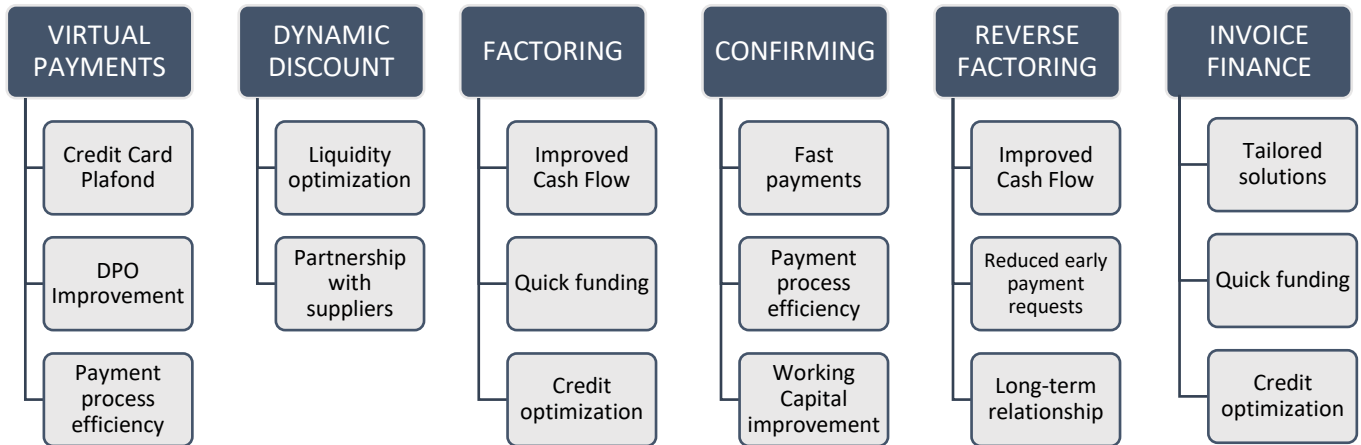 VIRTUAL
PAYMENTS
Credit Card
Plafond
DPO
Improvement
Payment
process
efficiency
DYNAMIC
DISCOUNT
Liquidity
optimization
Partnership
with
suppliers
FACTORING
Improved
Cash Flow
Quick funding
Credit
optimization
CONFIRMING
Fast
payments
Payment
process
efficiency
Working
Capital
improvement
REVERSE
FACTORING
Improved
Cash Flow
Reduced early
payment
requests
Long-term
relationship
INVOICE
FINANCE
Tailored
solutions
Quick funding
Credit
optimization